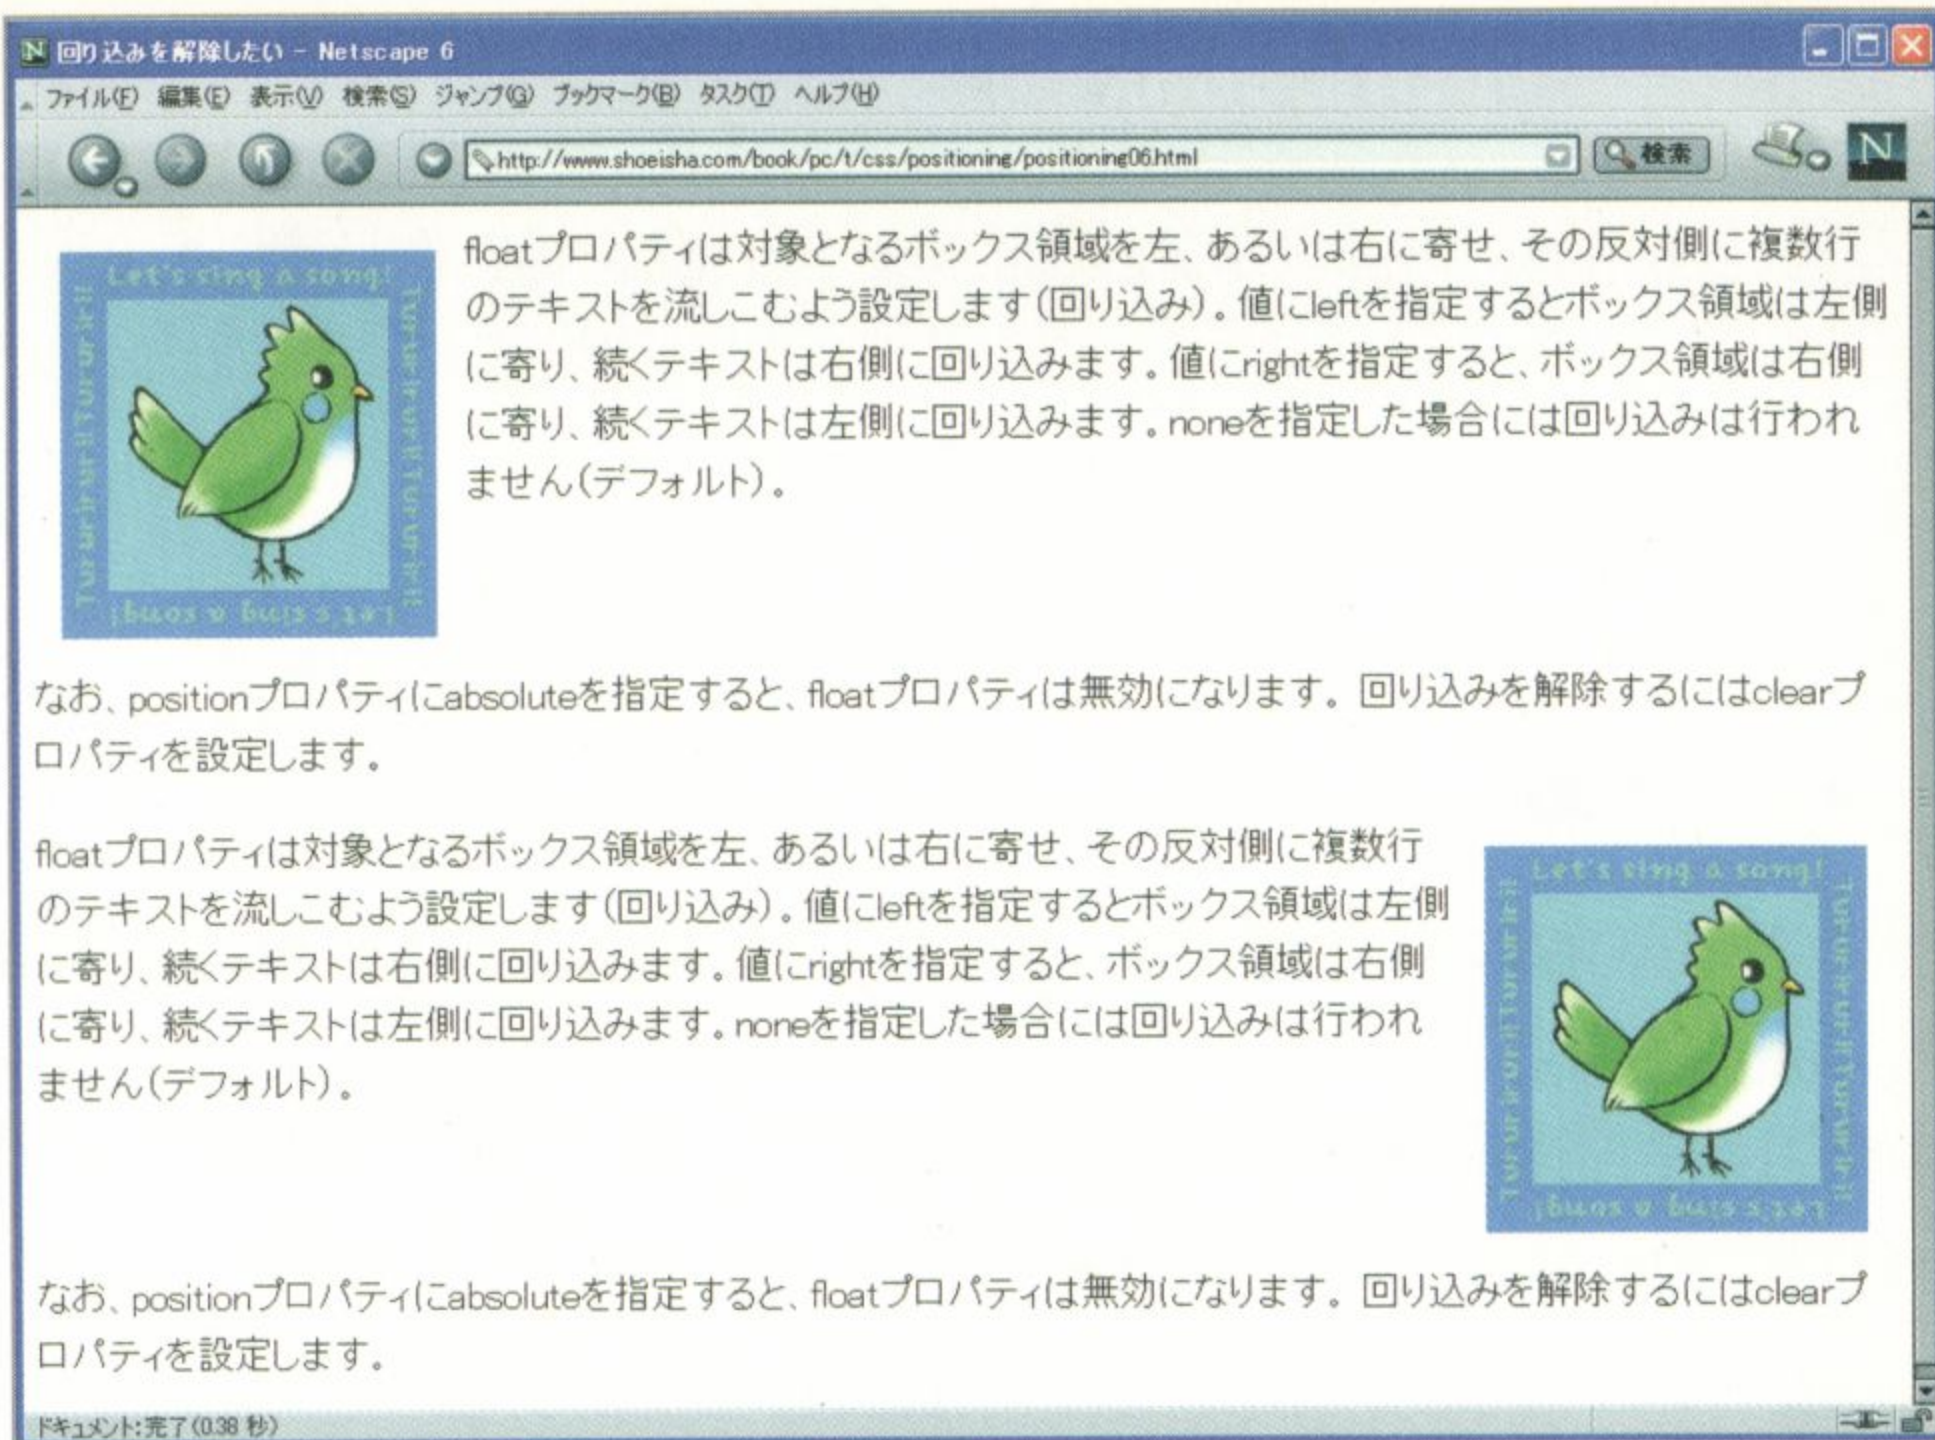 回り込みを解除したい - Netscape 6
ファイル(F) 編集(E) 表示(V) 検索(S) ジャンプ(G) ブックマーク(B) タスク(T) ヘルプ(H)
http://www.shoeisha.com/book/pc/t/css/positioning/positioning06.html 検索 N
Let's sing a song!
Let's sing a song!
floatプロパティは対象となるボックス領域を左、あるいは右に寄せ、その反対側に複数行
のテキストを流しこむよう設定します(回り込み)。値にleftを指定するとボックス領域は左側
に寄り、続くテキストは右側に回り込みます。値にrightを指定すると、ボックス領域は右側
に寄り、続くテキストは左側に回り込みます。noneを指定した場合には回り込みは行われ
ません(デフォルト)。
なお、positionプロパティにabsoluteを指定すると、floatプロパティは無効になります。回り込みを解除するにはclearプ
ロパティを設定します。
floatプロパティは対象となるボックス領域を左、あるいは右に寄せ、その反対側に複数行
のテキストを流しこむよう設定します(回り込み)。値にleftを指定するとボックス領域は左側
に寄り、続くテキストは右側に回り込みます。値にrightを指定すると、ボックス領域は右側
に寄り、続くテキストは左側に回り込みます。noneを指定した場合には回り込みは行われ
ません(デフォルト)。
Let's sing a song!
Let's sing a song!
なお、positionプロパティにabsoluteを指定すると、floatプロパティは無効になります。回り込みを解除するにはclearプ
ロパティを設定します。
ドキュメント:完了(0.38 秒)